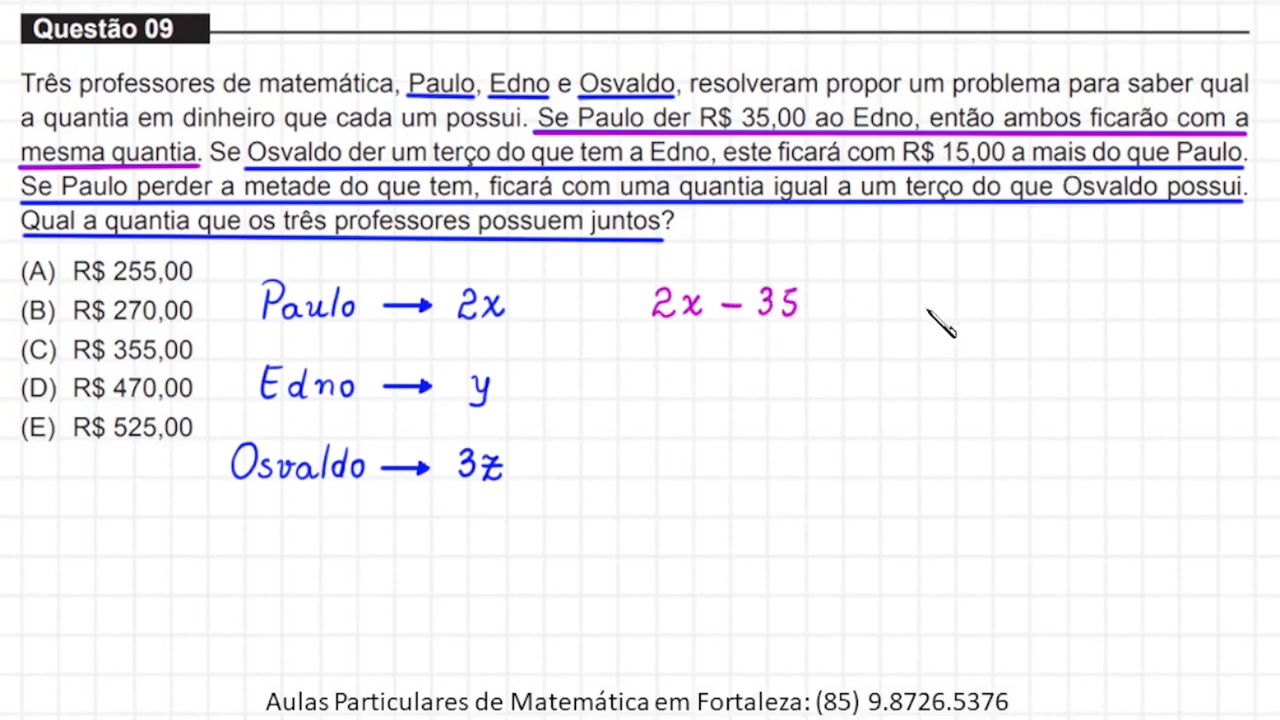 Questão 09
Três professores de matemática, Paulo, Edno e Osvaldo, resolveram propor um problema para saber qual
a quantia em dinheiro que cada um possui. Se Paulo der R$ 35,00 ao Edno, então ambos ficarão com a
mesma quantia. Se Osvaldo der um terço do que tem a Edno, este ficará com R$ 15,00 a mais do que Paulo.
Se Paulo perder a metade do que tem, ficará com uma quantia igual a um terço do que Osvaldo possui.
Qual a quantia que os três professores possuem juntos?
(A) R$ 255,00
(B) R$ 270,00
(C) R$ 355,00
(D) R$ 470,00
(E) R$ 525,00
Paulo → 2x
2x - 35
Edno → y
Osvaldo → 3z
Aulas Particulares de Matemática em Fortaleza: (85) 9.8726.5376